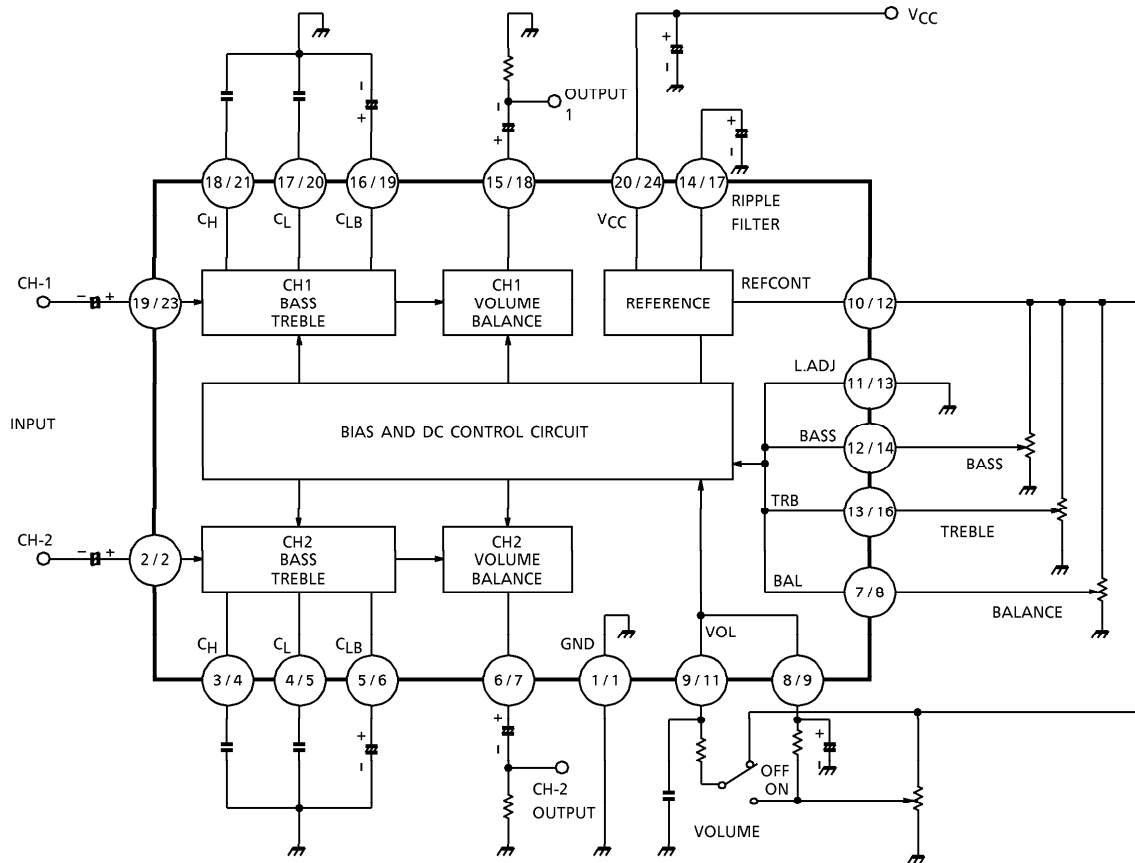 VCC
OUTPUT
1
18 / 21
17 / 20
16 / 19
15 / 18
20 / 24
14 / 17
RIPPLE
FILTER
CH
CL
CLB
VCC
CH-1
19 / 23
CH1
BASS
TREBLE
CH1
VOLUME
BALANCE
REFERENCE
REFCONT
10 / 12
L.ADJ
11 / 13
INPUT
BIAS AND DC CONTROL CIRCUIT
BASS
12 / 14
BASS
TRB
13 / 16
TREBLE
CH-2
2 / 2
CH2
BASS
TREBLE
CH2
VOLUME
BALANCE
BAL
7 / 8
BALANCE
CH
CL
CLB
GND
VOL
3 / 4
4 / 5
5 / 6
6 / 7
1 / 1
9 / 11
8 / 9
CH-2
OUTPUT
OFF
ON
VOLUME